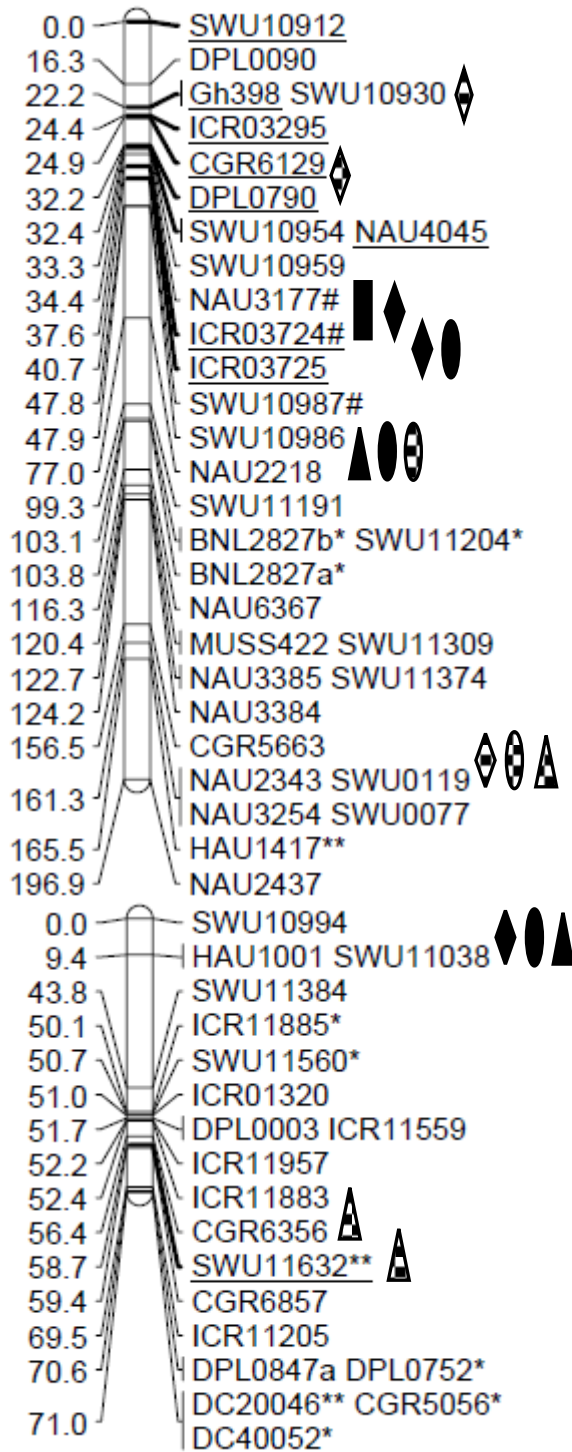 0.0 SWU10912
16.3 DPL0090
22.2 Gh398 SWU10930
24.4 ICR03295
24.9 CGR6129
32.2 DPL0790
32.4 SWU10954 NAU4045
33.3 SWU10959
34.4 NAU3177#
37.6 ICR03724#
40.7 ICR03725
47.8 SWU10987#
47.9 SWU10986
77.0 NAU2218
99.3 SWU11191
103.1 BNL2827b* SWU11204*
103.8 BNL2827a*
116.3 NAU6367
120.4 MUSS422 SWU11309
122.7 NAU3385 SWU11374
124.2 NAU3384
156.5 CGR5663
161.3 NAU2343 SWU0119
NAU3254 SWU0077
165.5 HAU1417**
196.9 NAU2437
0.0 SWU10994
9.4 HAU1001 SWU11038
43.8 SWU11384
50.1 ICR11885*
50.7 SWU11560*
51.0 ICR01320
51.7 DPL0003 ICR11559
52.2 ICR11957
52.4 ICR11883
56.4 CGR6356
58.7 SWU11632**
59.4 CGR6857
69.5 ICR11205
70.6 DPL0847a DPL0752*
71.0 DC20046** CGR5056*
DC40052*